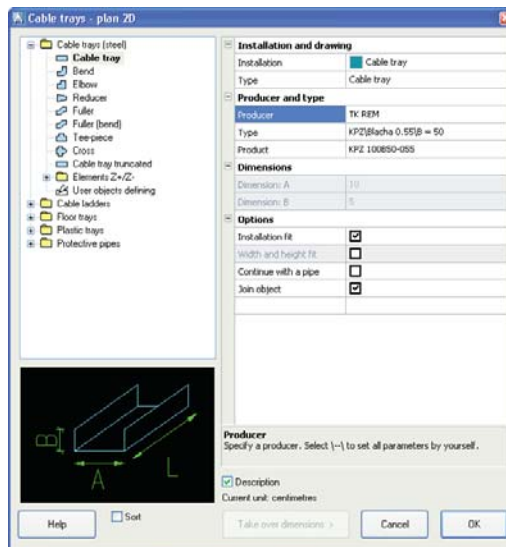 Cable trays - plan 2D
Cable trays (steel)
Cable tray
Bend
Elbow
Reducer
Fuller
Fuller (bend)
Tee-piece
Cross
Cable tray truncated
Elements Z+/Z-
User objects defining
Cable ladders
Floor trays
Plastic trays
Protective pipes
Installation and drawing
Installation Cable tray
Type Cable tray
Producer and type
Producer TK REM
Type KPZ\Blacha 0.55\B = 50
Product KPZ 100B50-055
Dimensions
Dimension: A 10
Dimension: B 5
Options
Installation fit
Width and height fit
Continue with a pipe
Join object
B
A
L
Producer
Specify a producer. Select \--\ to set all parameters by yourself.
Description
Current unit: centimetres
Help Sort Take over dimensions > Cancel OK